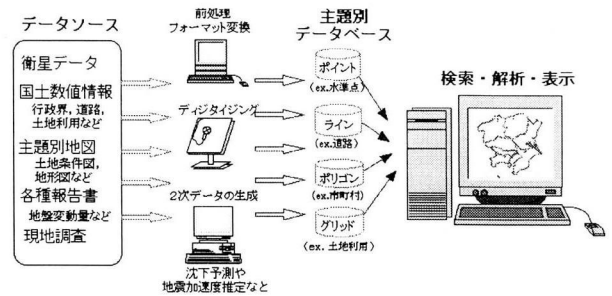 データソース
衛星データ
国土数値情報
行政界, 道路,
土地利用など
主題別地図
土地条件図,
地形図など
各種報告書
地盤変動量など
現地調査
前処理
フォーマット変換
ディジタイジング
2次データの生成
沈下予測や
地震加速度推定なと
主題別
データベース
ポイント
(ex.水準点)
ライン
(ex.道路)
ポリゴン
(ex.市町村)
グリッド
(ex. 土地利用)
検索・解析・表示